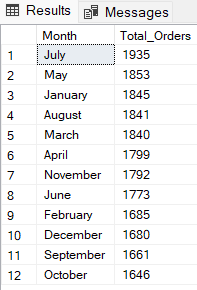 Results Messages
Month Total_Orders
1 July 1935
2 May 1853
3 January 1845
4 August 1841
5 March 1840
6 April 1799
7 November 1792
8 June 1773
9 February 1685
10 December 1680
11 September 1661
12 October 1646